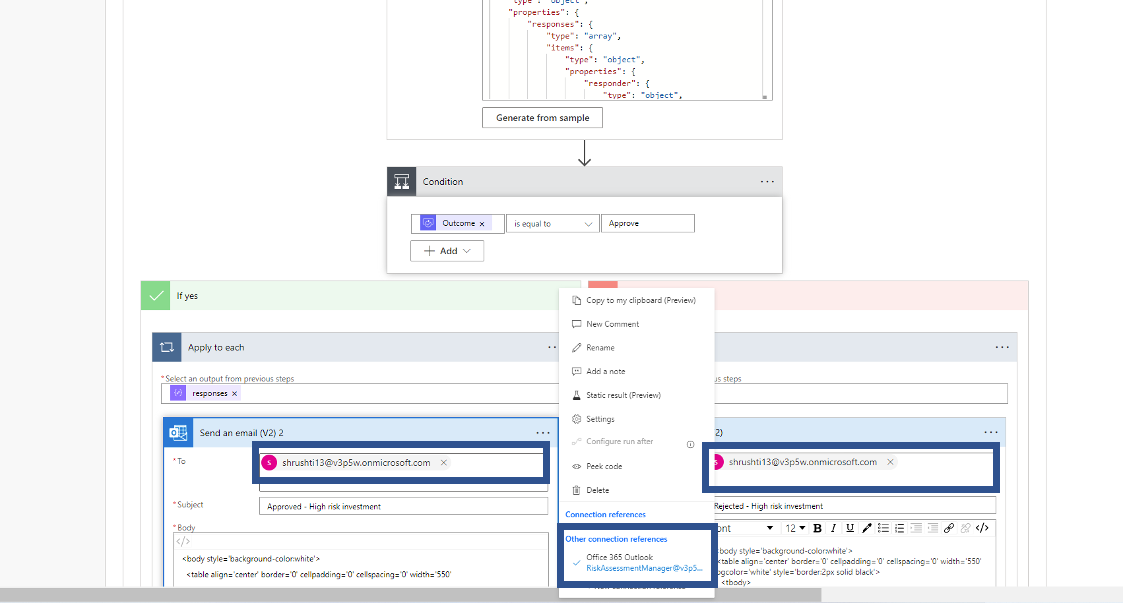 "type": "object",
"properties": {
"responses": {
"type": "array",
"items": {
"type": "object",
"properties": {
"responder": {
"type": "object",
Generate from sample
Condition
Outcome
is equal to
Approve
Add
If yes
Apply to each
* Select an output from previous steps
responses
Send an email (V2) 2
* To
S
shrushti13@v3p5w.onmicrosoft.com
* Subject
Approved - High risk investment
* Body
</>
<body style='background-color:white'>
<table align='center' border='0' cellpadding='0' cellspacing='0' width='550'
Copy to my clipboard (Preview)
New Comment
Rename
Add a note
Static result (Preview)
Settings
Configure run after
Peek code
Delete
Connection references
Other connection references
Office 365 Outlook
RiskAssessmentManager@v3p5...
steps
2)
shrushti13@v3p5w.onmicrosoft.com
Rejected - High risk investment
12
B I U </>
body style='background-color:white'>
<table align='center' border='0' cellpadding='0' cellspacing='0' width='550'
bgcolor='white' style='border:2px solid black'>
<tbody>